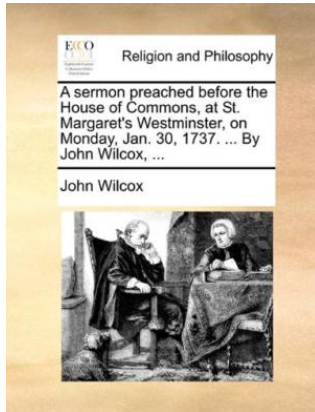 ECCO
Religion and Philosophy
A sermon preached before the
House of Commons, at St.
Margaret's Westminster, on
Monday, Jan. 30, 1737. ... By
John Wilcox, ...
John Wilcox